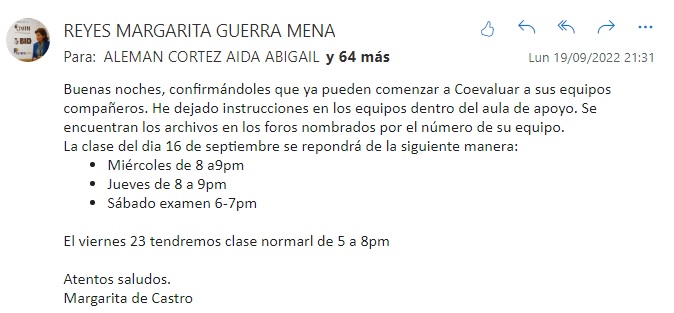 REYES MARGARITA GUERRA MENA
Para: ALEMAN CORTEZ AIDA ABIGAIL y 64 más
Lun 19/09/2022 21:31
Buenas noches, confirmándoles que ya pueden comenzar a Coevaluar a sus equipos
compañeros. He dejado instrucciones en los equipos dentro del aula de apoyo. Se
encuentran los archivos en los foros nombrados por el número de su equipo.
La clase del dia 16 de septiembre se repondrá de la siguiente manera:
• Miércoles de 8 a9pm
• Jueves de 8 a 9pm
• Sábado examen 6-7pm
El viernes 23 tendremos clase normarl de 5 a 8pm
Atentos saludos.
Margarita de Castro